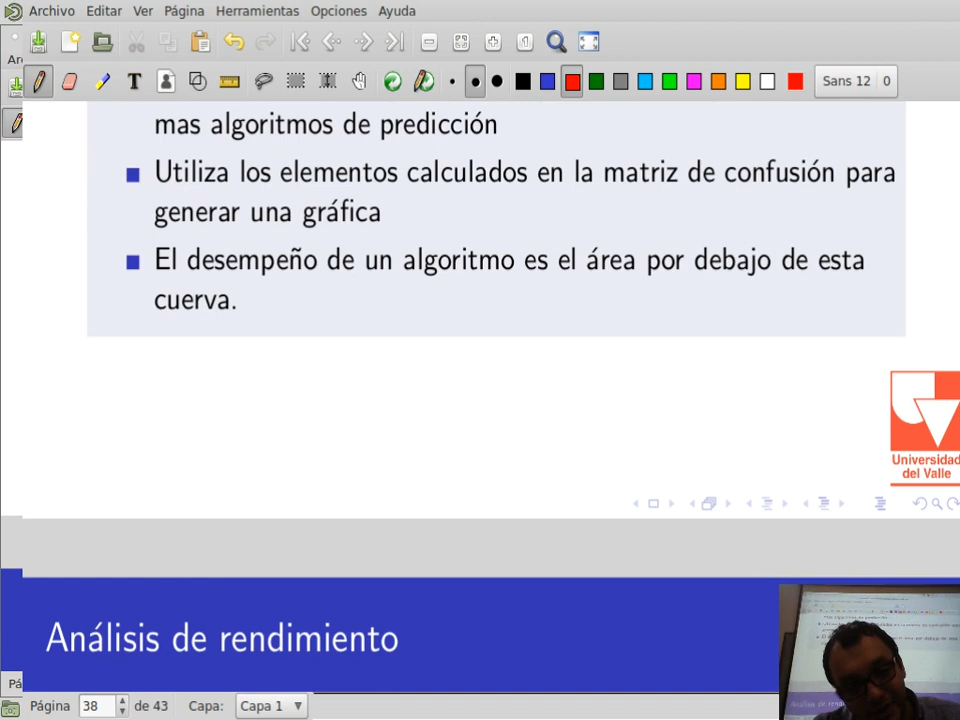 Archivo Editar Ver Página Herramientas Opciones Ayuda
Sans 12 0
mas algoritmos de predicción
Utiliza los elementos calculados en la matriz de confusión para
generar una gráfica
El desempeño de un algoritmo es el área por debajo de esta
cuerva.
Universidad
del Valle
Análisis de rendimiento
Página 38 de 43 Capa: Capa 1